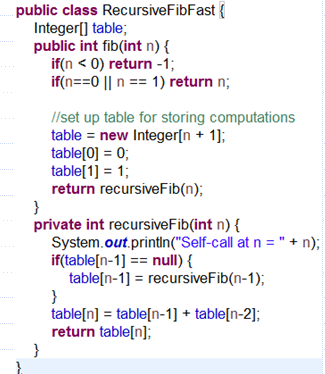 public class RecursiveFibFast {
Integer[] table;
public int fib(int n) {
if(n < 0) return -1;
if(n==0 || n == 1) return n;
//set up table for storing computations
table = new Integer[n + 1];
table[0] = 0;
table[1] = 1;
return recursiveFib(n);
}
private int recursiveFib(int n) {
System.out.println("Self-call at n = " + n);
if(table[n-1] == null) {
table[n-1] = recursiveFib(n-1);
}
table[n] = table[n-1] + table[n-2];
return table[n];
}
}